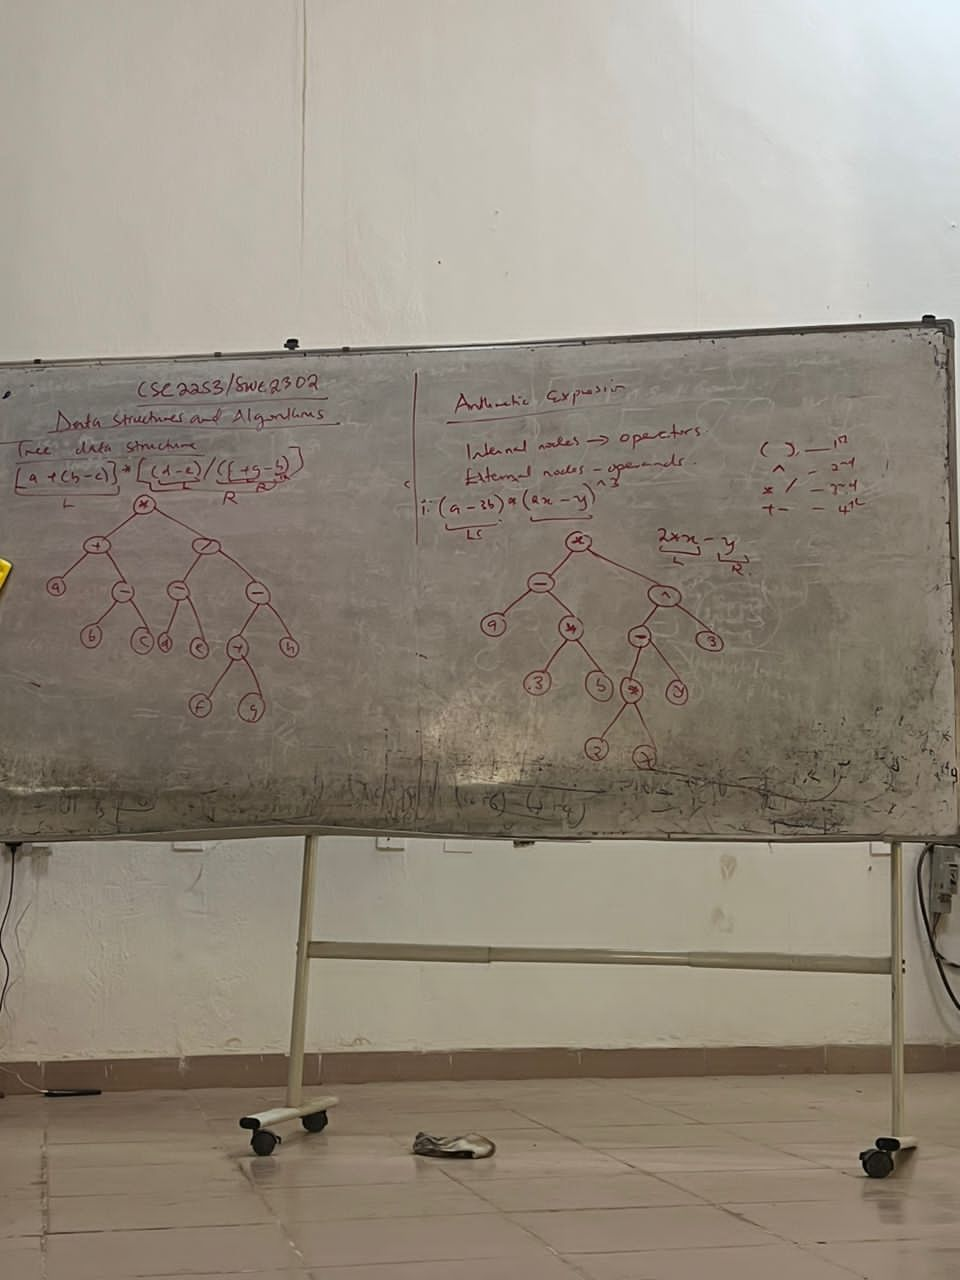 CSC2253/SWE2302
Data Structures and Algorithms
Tree data structure
[a+(b-c)]*[(d-e)/(f+g-h)]
L L R R
*
+ /
a - - -
b c d e + h
f g
Arithmetic Expression
Internal nodes → operators.
External nodes - operands.
( ), — 1st
^ - 2nd
* / -
+ - - 4th
i. (a-3b)*(2x-y)^3
Ls
2*x-y
L R.
*
- ^
a * - 3
3 b * y
2 x